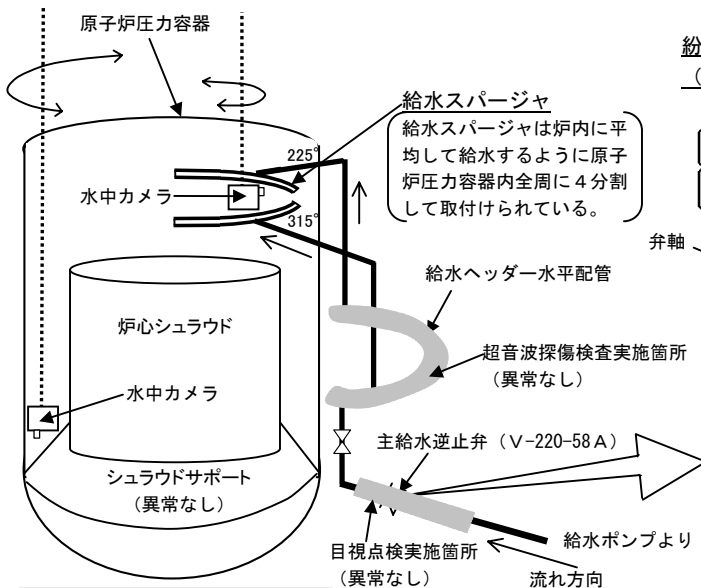 原子炉圧力容器
紛
（
給水スパージャ
給水スパージャは炉内に平
均して給水するように原子
炉圧力容器内全周に４分割
して取付けられている。
225°
水中カメラ
315°
弁軸
給水ヘッダー水平配管
炉心シュラウド
超音波探傷検査実施箇所
（異常なし）
水中カメラ
主給水逆止弁（Ｖ-220-58Ａ）
シュラウドサポート
（異常なし）
給水ポンプより
目視点検実施箇所
（異常なし）
流れ方向